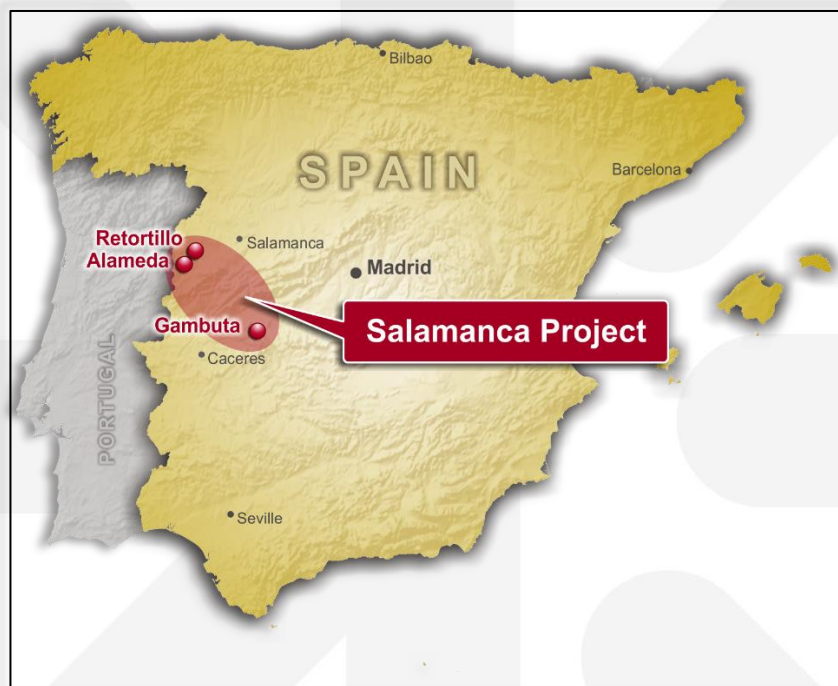 Bilbao
SPAIN
Barcelona
Retortillo
Salamanca
Alameda
Madrid
Gambuta
Salamanca Project
PORTUGAL
Caceres
Seville